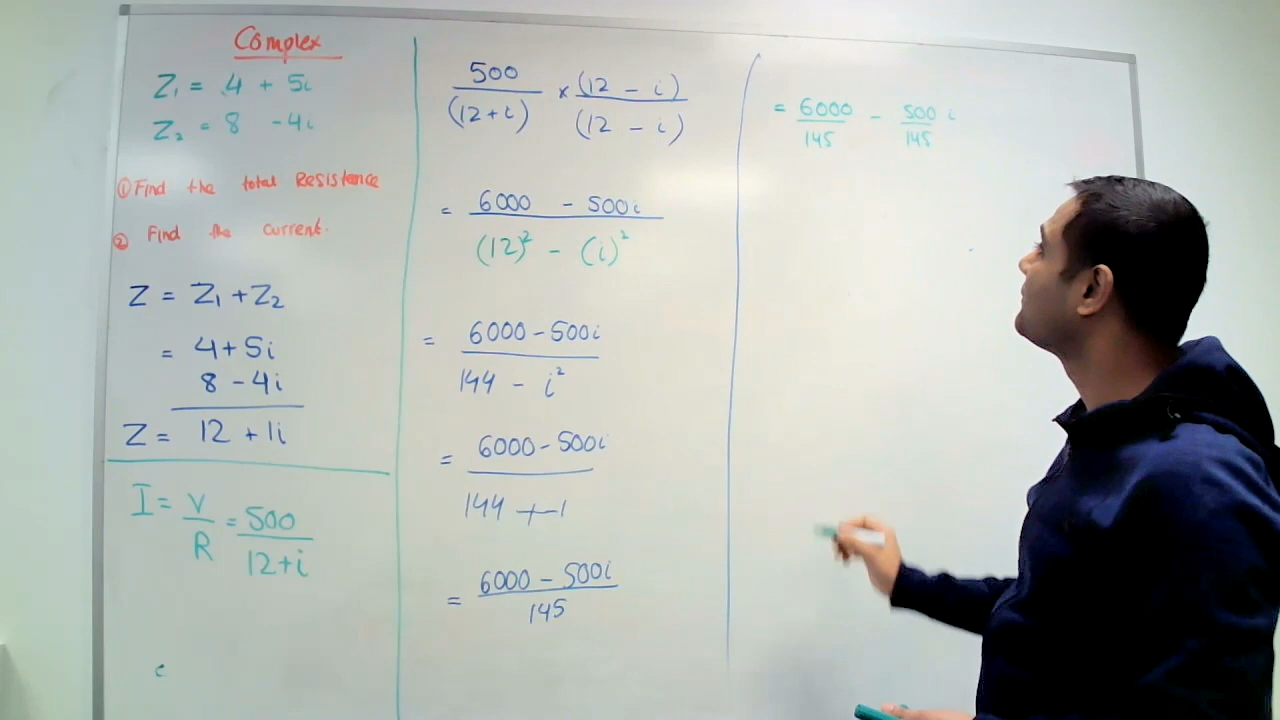 Complex
Z₁ = 4 + 5i
Z₂ = 8 - 4i
① Find the total Resistance
② Find the current.
Z = Z₁ + Z₂
= 4 + 5i
8 - 4i
Z = 12 + 1i
I = V/R = 500/12+i
500/(12+i) × (12 - i)/(12 - i)
= 6000 - 500i/(12)² - (i)²
= 6000 - 500i/144 - i²
= 6000 - 500i/144 + 1
= 6000 - 500i/145
= 6000/145 - 500/145 i